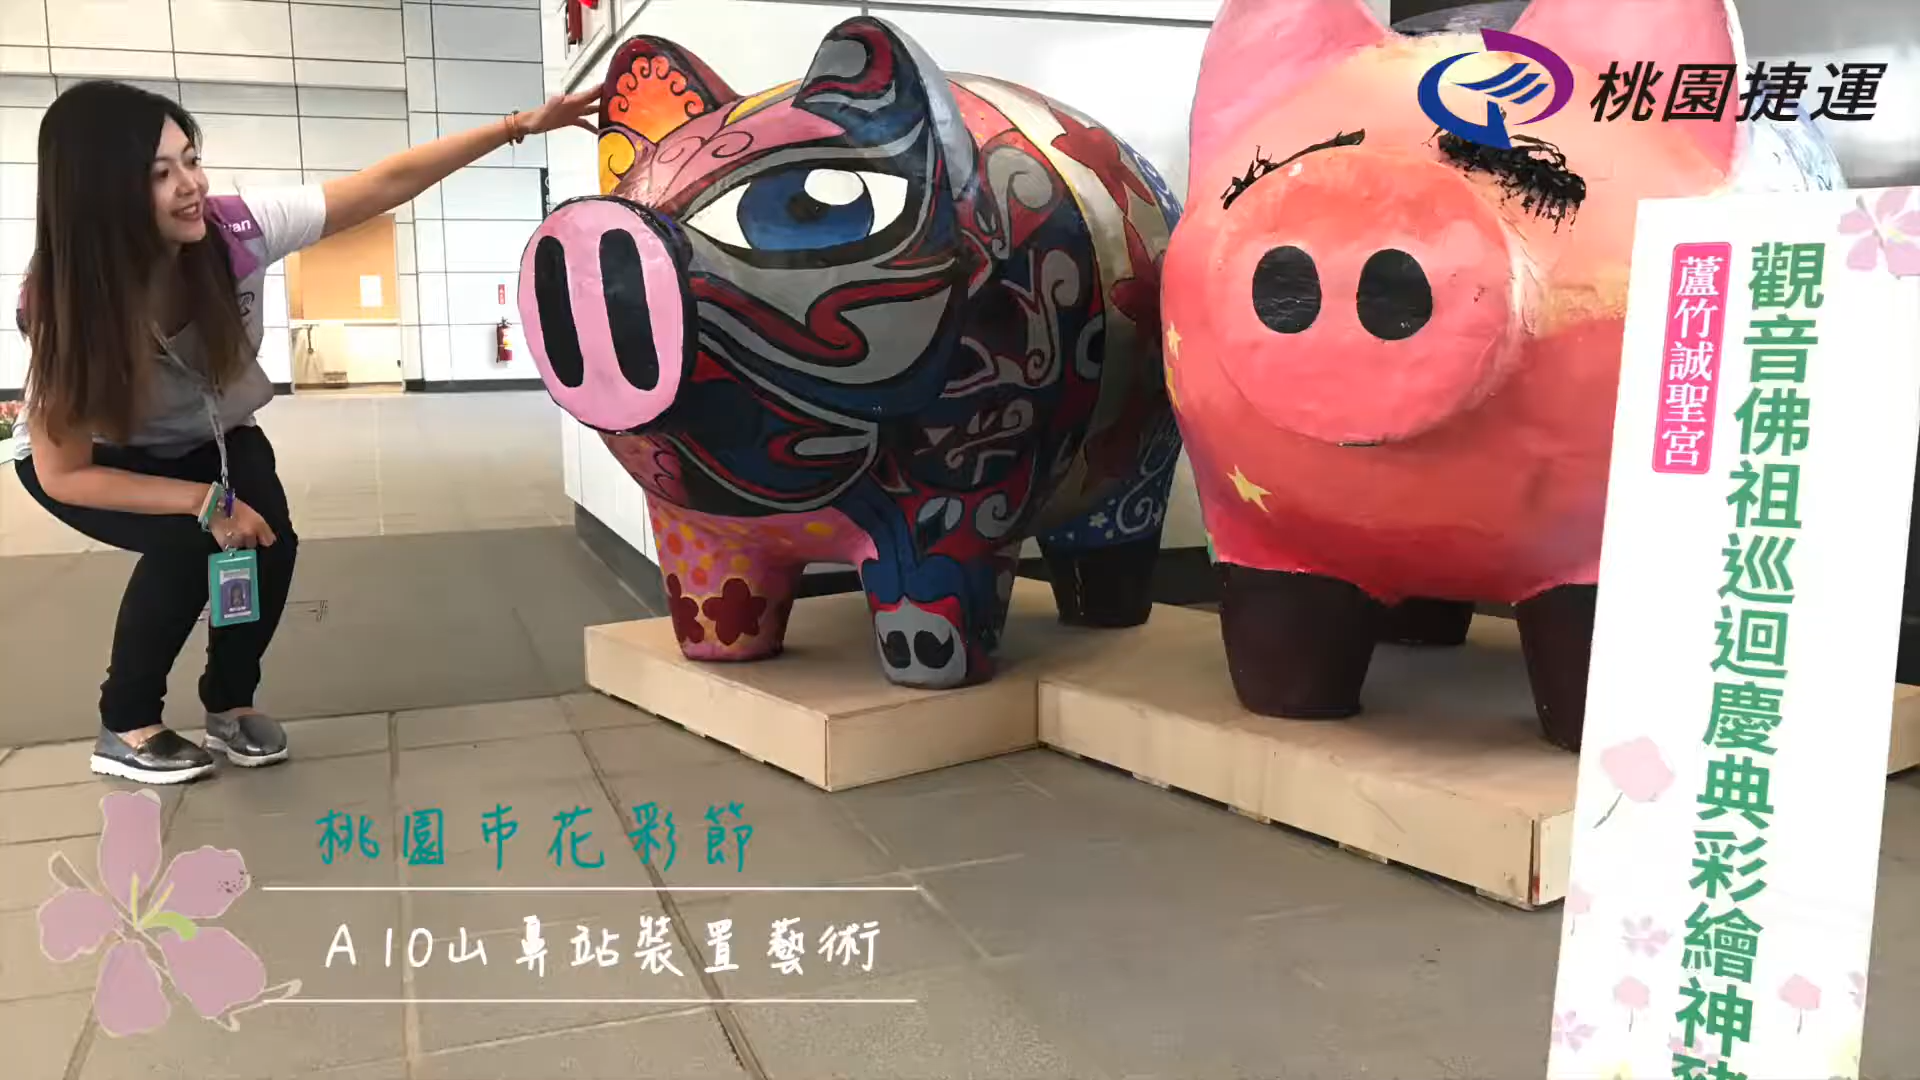 桃園捷運
蘆竹誠聖宮
觀音佛祖巡迴慶典彩繪神豬
桃園市花彩節
A10山鼻站裝置藝術